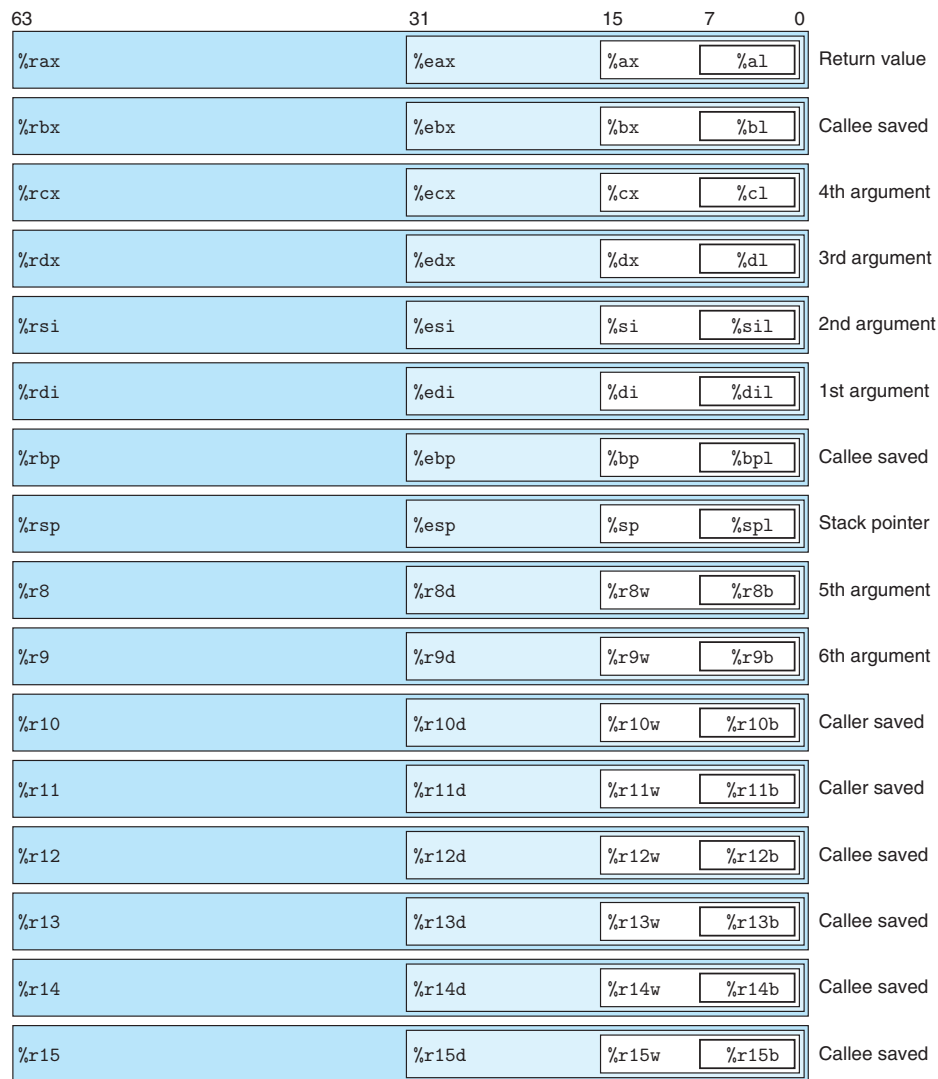 63 31 15 7 0
%rax %eax %ax %al Return value
%rbx %ebx %bx %bl Callee saved
%rcx %ecx %cx %cl 4th argument
%rdx %edx %dx %dl 3rd argument
%rsi %esi %si %sil 2nd argument
%rdi %edi %di %dil 1st argument
%rbp %ebp %bp %bpl Callee saved
%rsp %esp %sp %spl Stack pointer
%r8 %r8d %r8w %r8b 5th argument
%r9 %r9d %r9w %r9b 6th argument
%r10 %r10d %r10w %r10b Caller saved
%r11 %r11d %r11w %r11b Caller saved
%r12 %r12d %r12w %r12b Callee saved
%r13 %r13d %r13w %r13b Callee saved
%r14 %r14d %r14w %r14b Callee saved
%r15 %r15d %r15w %r15b Callee saved